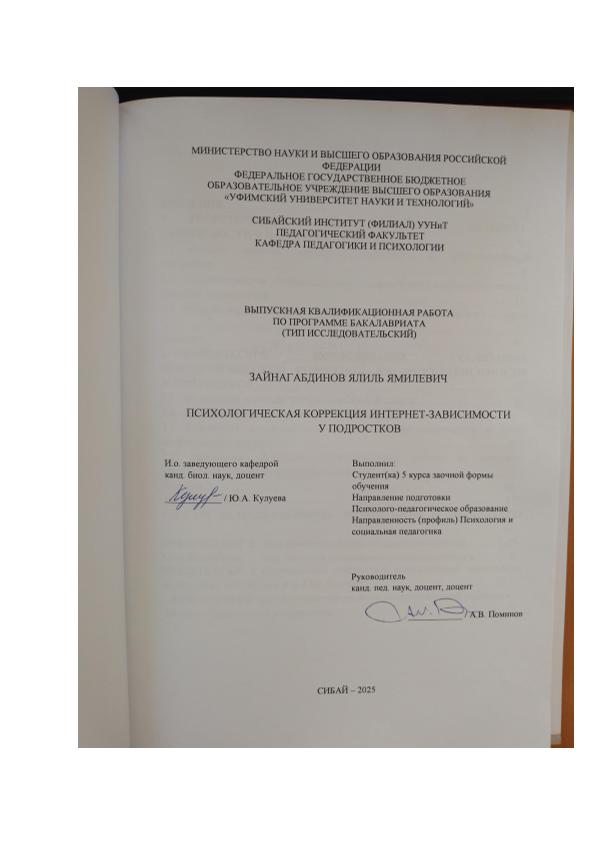 МИНИСТЕРСТВО НАУКИ И ВЫСШЕГО ОБРАЗОВАНИЯ РОССИЙСКОЙ
ФЕДЕРАЦИИ
ФЕДЕРАЛЬНОЕ ГОСУДАРСТВЕННОЕ БЮДЖЕТНОЕ
ОБРАЗОВАТЕЛЬНОЕ УЧРЕЖДЕНИЕ ВЫСШЕГО ОБРАЗОВАНИЯ
«УФИМСКИЙ УНИВЕРСИТЕТ НАУКИ И ТЕХНОЛОГИЙ»
СИБАЙСКИЙ ИНСТИТУТ (ФИЛИАЛ) УУНиТ
ПЕДАГОГИЧЕСКИЙ ФАКУЛЬТЕТ
КАФЕДРА ПЕДАГОГИКИ И ПСИХОЛОГИИ
ВЫПУСКНАЯ КВАЛИФИКАЦИОННАЯ РАБОТА
ПО ПРОГРАММЕ БАКАЛАВРИАТА
(ТИП ИССЛЕДОВАТЕЛЬСКИЙ)
ЗАЙНАГАБДИНОВ ЯЛИЛЬ ЯМИЛЕВИЧ
ПСИХОЛОГИЧЕСКАЯ КОРРЕКЦИЯ ИНТЕРНЕТ-ЗАВИСИМОСТИ
У ПОДРОСТКОВ
И.о. заведующего кафедрой
канд. биол. наук, доцент
/ Ю.А. Кулуева
Выполнил:
Студент(ка) 5 курса заочной формы
обучения
Направление подготовки
Психолого-педагогическое образование
Направленность (профиль) Психология и
социальная педагогика
Руководитель
канд. пед. наук, доцент, доцент
/ А.В. Поминов
СИБАЙ – 2025